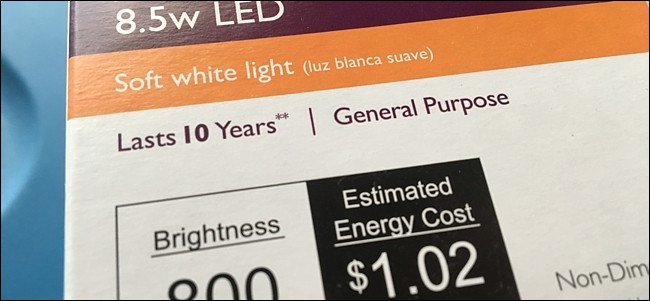 8.5w LED
Soft white light (luz blanca suave)
Lasts 10 Years** | General Purpose
Brightness
800
Estimated
Energy Cost
$1.02
Non-Dim